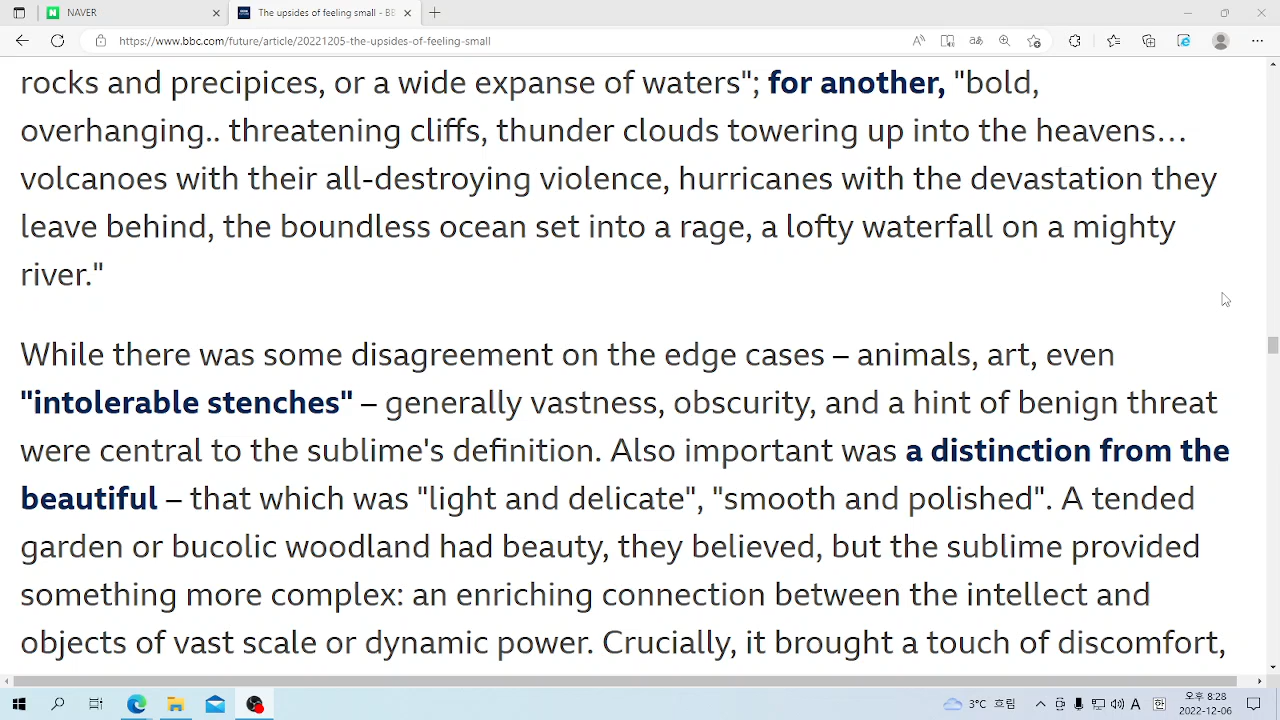 NAVER
The upsides of feeling small - BE
https://www.bbc.com/future/article/20221205-the-upsides-of-feeling-small
rocks and precipices, or a wide expanse of waters"; for another, "bold,
overhanging.. threatening cliffs, thunder clouds towering up into the heavens…
volcanoes with their all-destroying violence, hurricanes with the devastation they
leave behind, the boundless ocean set into a rage, a lofty waterfall on a mighty
river."
While there was some disagreement on the edge cases – animals, art, even
"intolerable stenches" – generally vastness, obscurity, and a hint of benign threat
were central to the sublime's definition. Also important was a distinction from the
beautiful – that which was "light and delicate", "smooth and polished". A tended
garden or bucolic woodland had beauty, they believed, but the sublime provided
something more complex: an enriching connection between the intellect and
objects of vast scale or dynamic power. Crucially, it brought a touch of discomfort,
3°C 흐림
A
오후 8:28
2022-12-06